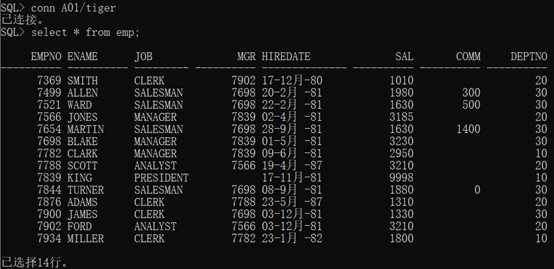 SQL> conn A01/tiger
已连接。
SQL> select * from emp;
EMPNO ENAME JOB MGR HIREDATE SAL COMM DEPTNO
---------- ---------- --------- ---------- -------------- ---------- ---------- ----------
7369 SMITH CLERK 7902 17-12月-80 1010 20
7499 ALLEN SALESMAN 7698 20-2月 -81 1980 300 30
7521 WARD SALESMAN 7698 22-2月 -81 1630 500 30
7566 JONES MANAGER 7839 02-4月 -81 3185 20
7654 MARTIN SALESMAN 7698 28-9月 -81 1630 1400 30
7698 BLAKE MANAGER 7839 01-5月 -81 3230 30
7782 CLARK MANAGER 7839 09-6月 -81 2950 10
7788 SCOTT ANALYST 7566 19-4月 -87 3210 20
7839 KING PRESIDENT 17-11月-81 9998 10
7844 TURNER SALESMAN 7698 08-9月 -81 1880 0 30
7876 ADAMS CLERK 7788 23-5月 -87 1310 20
7900 JAMES CLERK 7698 03-12月-81 1330 30
7902 FORD ANALYST 7566 03-12月-81 3210 20
7934 MILLER CLERK 7782 23-1月 -82 1800 10
已选择14行。